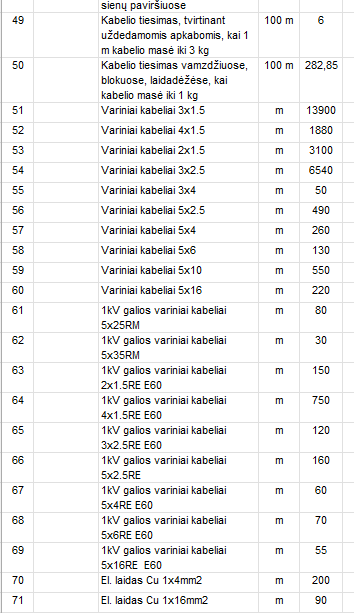 sienų paviršiuose
49 Kabelio tiesimas, tvirtinant 100 m 6
uždedamomis apkabomis, kai 1
m kabelio masė iki 3 kg
50 Kabelio tiesimas vamzdžiuose, 100 m 282,85
blokuose, laidadėžėse, kai
kabelio masė iki 1 kg
51 Variniai kabeliai 3x1.5 m 13900
52 Variniai kabeliai 4x1.5 m 1880
53 Variniai kabeliai 2x1.5 m 3100
54 Variniai kabeliai 3x2.5 m 6540
55 Variniai kabeliai 3x4 m 50
56 Variniai kabeliai 5x2.5 m 490
57 Variniai kabeliai 5x4 m 260
58 Variniai kabeliai 5x6 m 130
59 Variniai kabeliai 5x10 m 550
60 Variniai kabeliai 5x16 m 220
61 1kV galios variniai kabeliai m 80
5x25RM
62 1kV galios variniai kabeliai m 30
5x35RM
63 1kV galios variniai kabeliai m 150
2x1.5RE E60
64 1kV galios variniai kabeliai m 750
4x1.5RE E60
65 1kV galios variniai kabeliai m 120
3x2.5RE E60
66 1kV galios variniai kabeliai m 160
5x2.5RE
67 1kV galios variniai kabeliai m 60
5x4RE E60
68 1kV galios variniai kabeliai m 70
5x6RE E60
69 1kV galios variniai kabeliai m 55
5x16RE E60
70 El. laidas Cu 1x4mm2 m 200
71 El. laidas Cu 1x16mm2 m 90